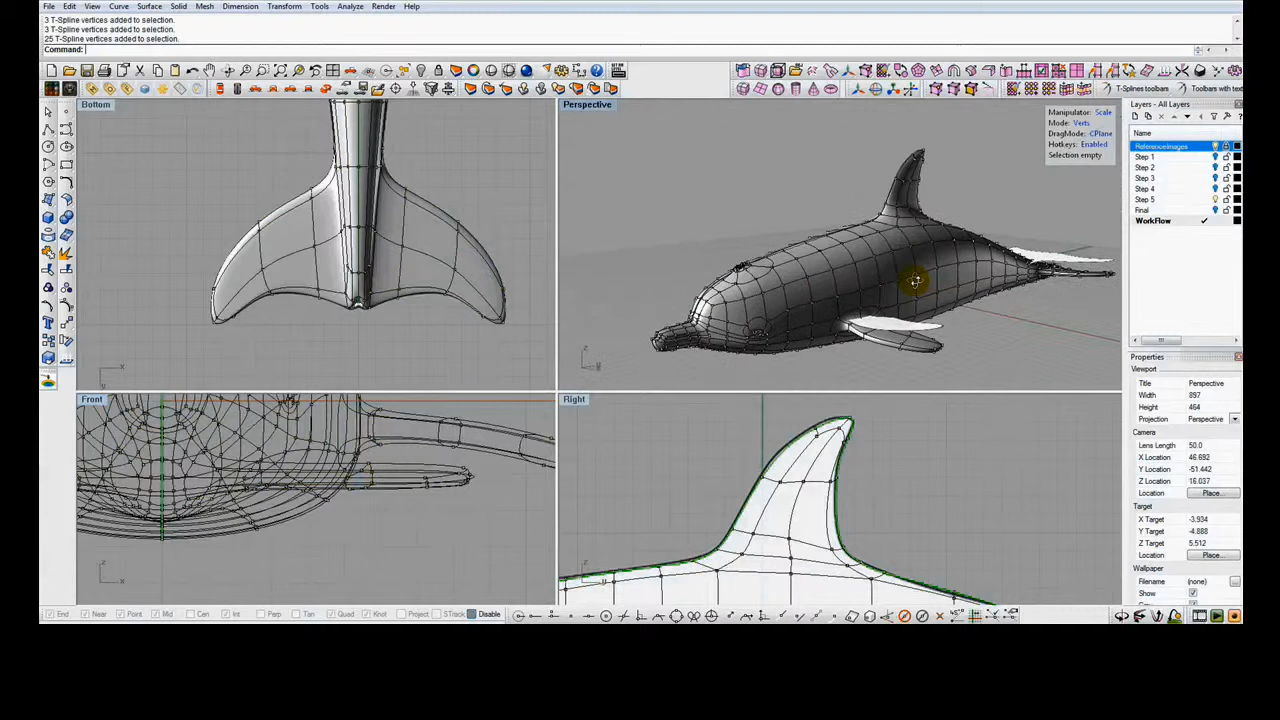 File Edit View Curve Surface Solid Mesh Dimension Transform Tools Analyze Render Help
3 T-Spline vertices added to selection.
3 T-Spline vertices added to selection.
25 T-Spline vertices added to selection.
Command:
T-Splines toolbar Toolbars with text
Bottom
Perspective
Manipulator: Scale
Mode: Verts
DragMode: CPlane
Hotkeys: Enabled
Selection empty
Layers - All Layers
Name
ReferenceImages
Step 1
Step 2
Step 3
Step 4
Step 5
Final
WorkFlow
Properties
Viewport
Title Perspective
Width 897
Height 464
Projection Perspective
Camera
Lens Length 50.0
X Location 46.692
Y Location -51.442
Z Location 16.037
Location Place...
Target
X Target -3.934
Y Target -4.888
Z Target 5.512
Location Place...
Wallpaper
Filename (none)
Show
Front
Right
End Near Point Mid Cen Int Perp Tan Quad Knot Project STrack Disable